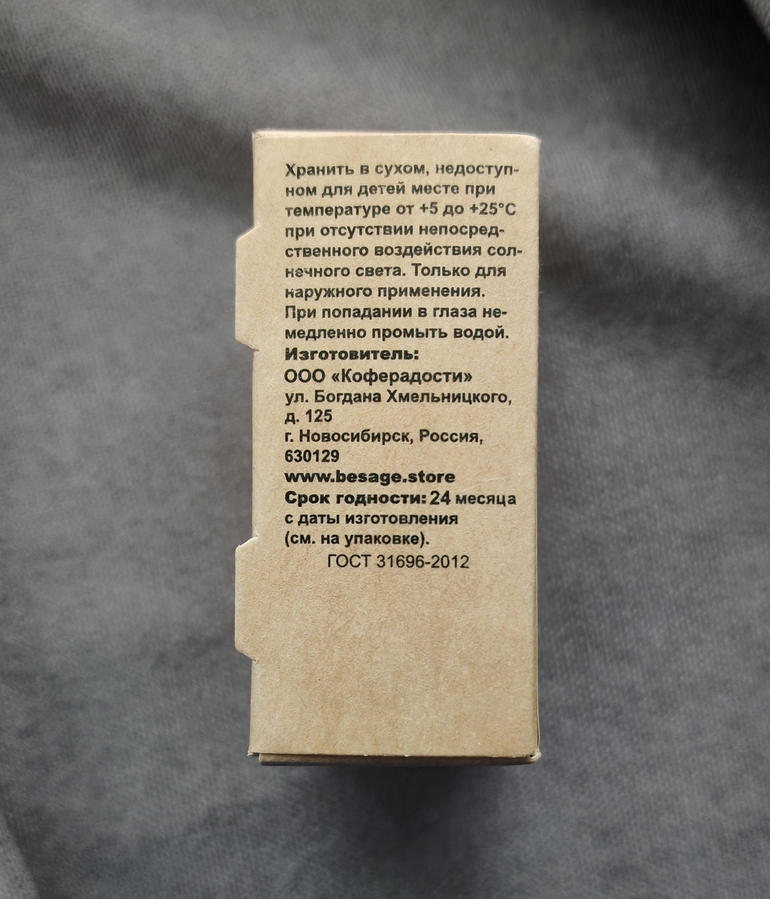 Хранить в сухом, недоступ-
ном для детей месте при
температуре от +5 до +25°С
при отсутствии непосред-
ственного воздействия сол-
нечного света. Только для
наружного применения.
При попадании в глаза не-
медленно промыть водой.
Изготовитель:
ООО «Коферадости»
ул. Богдана Хмельницкого,
д. 125
г. Новосибирск, Россия,
630129
www.besage.store
Срок годности: 24 месяца
с даты изготовления
(см. на упаковке).
ГОСТ 31696-2012